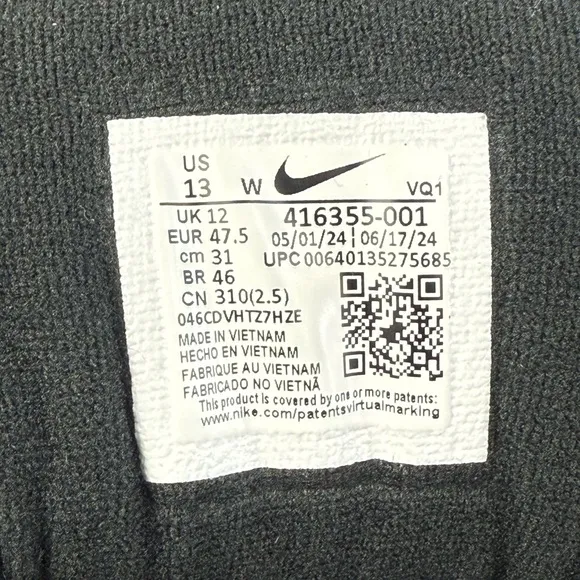 US
13 W VQ1
UK 12 416355-001
EUR 47.5 05/01/24 | 06/17/24
cm 31 UPC00640135275685
BR 46
CN 310(2.5)
046CDVHTZ7HZE
MADE IN VIETNAM
HECHO EN VIETNAM
FABRIQUE AU VIETNAM
FABRICADO NO VIETNÃ
This product is covered by one or more patents:
www.nike.com/patentsvirtualmarking